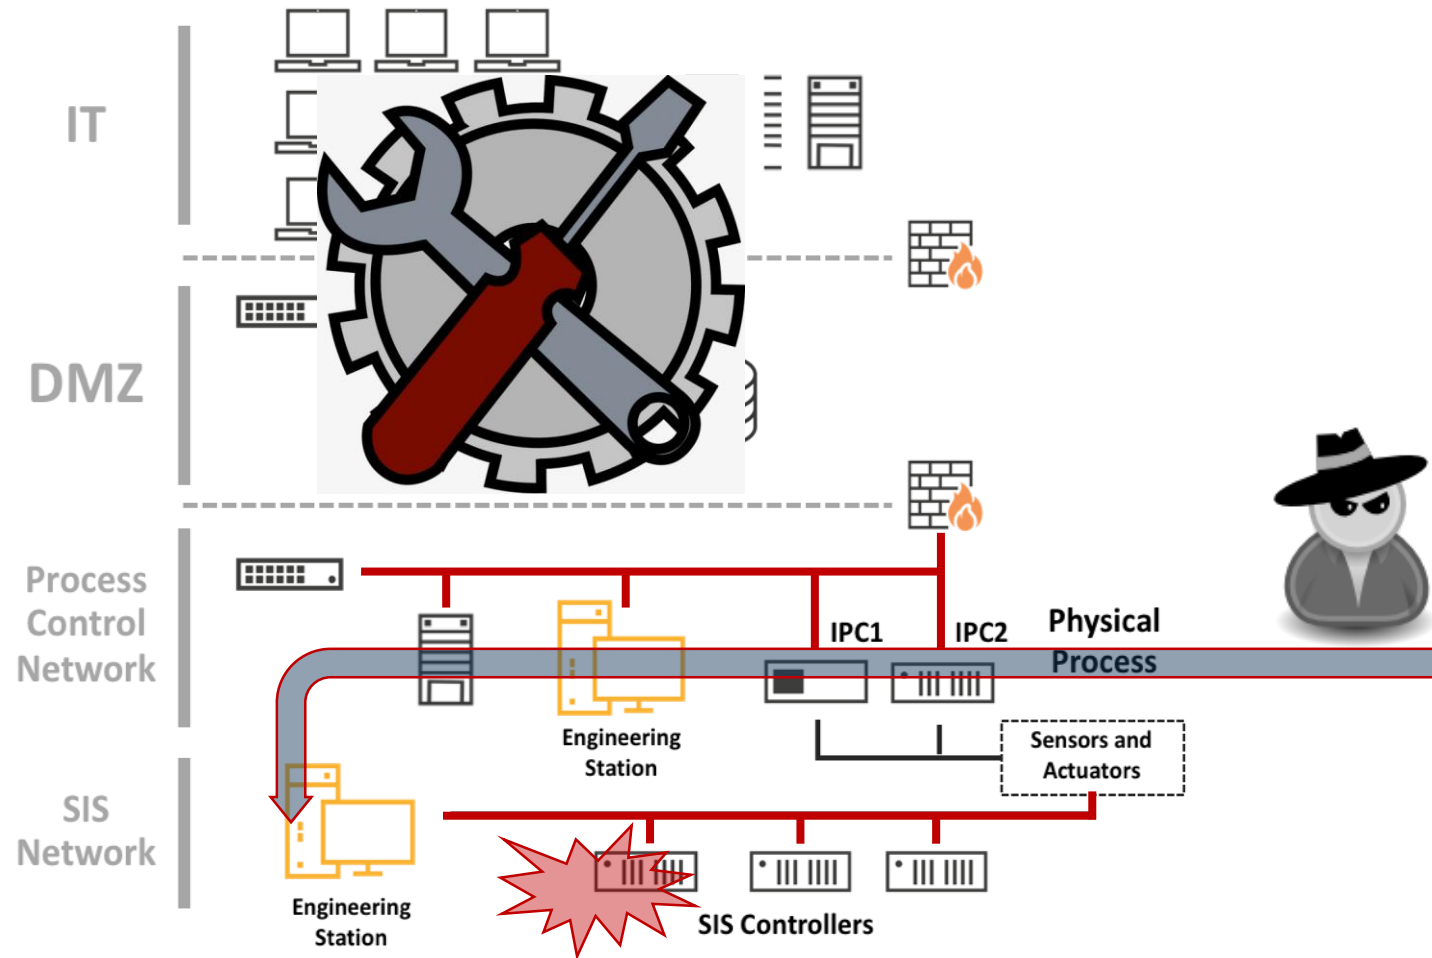 IT
DMZ
Process
Control
Network
IPC1
IPC2
Physical
Process
Engineering
Station
Sensors and
Actuators
SIS
Network
Engineering
Station
SIS Controllers